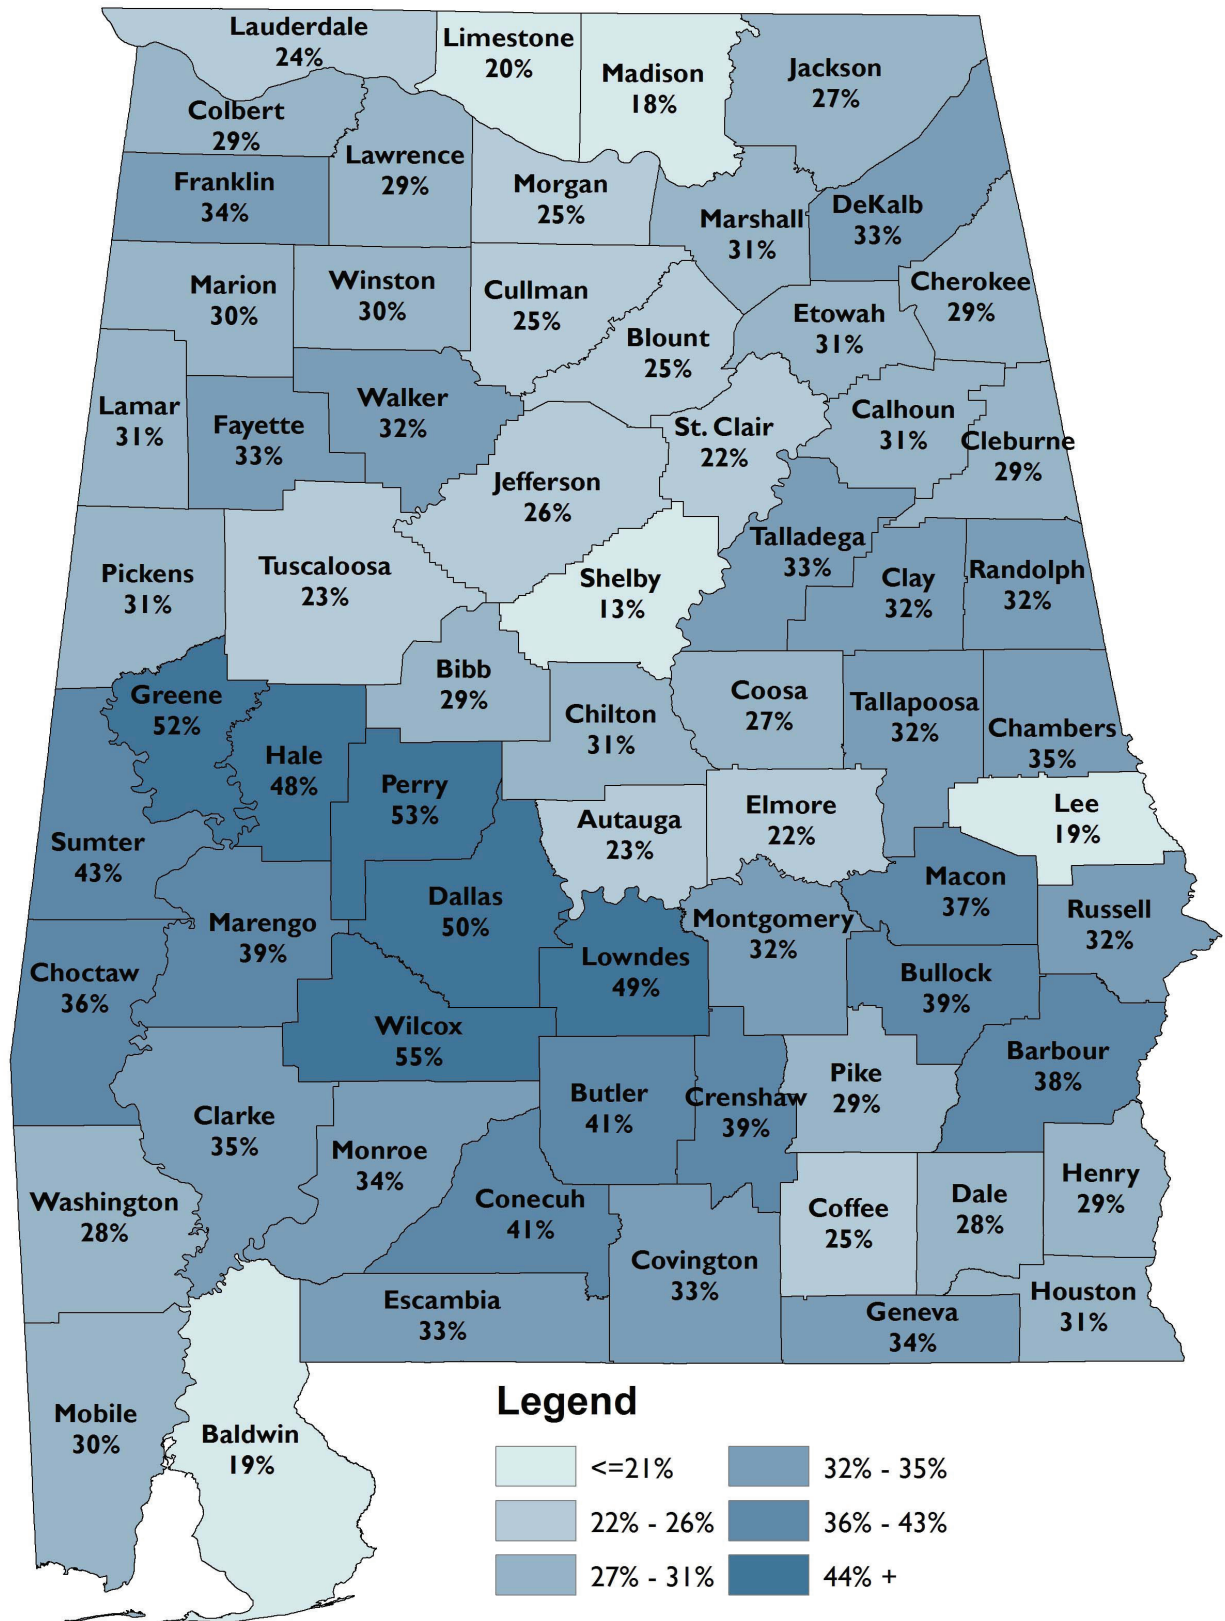 Lauderdale
24%
Limestone
20%
Madison
18%
Jackson
27%
Colbert
29%
Lawrence
29%
Franklin
34%
Morgan
25%
Marshall
31%
DeKalb
33%
Cherokee
29%
Marion
30%
Winston
30%
Cullman
25%
Blount
25%
Etowah
31%
Lamar
31%
Fayette
33%
Walker
32%
St. Clair
22%
Calhoun
31%
Cleburne
29%
Jefferson
26%
Pickens
31%
Tuscaloosa
23%
Shelby
13%
Talladega
33%
Clay
32%
Randolph
32%
Greene
52%
Hale
48%
Bibb
29%
Chilton
31%
Coosa
27%
Tallapoosa
32%
Chambers
35%
Perry
53%
Sumter
43%
Autauga
23%
Elmore
22%
Lee
19%
Marengo
39%
Dallas
50%
Macon
37%
Russell
32%
Choctaw
36%
Lowndes
49%
Montgomery
32%
Bullock
39%
Wilcox
55%
Barbour
38%
Clarke
35%
Monroe
34%
Butler
41%
Crenshaw
39%
Pike
29%
Washington
28%
Conecuh
41%
Covington
33%
Coffee
25%
Dale
28%
Henry
29%
Escambia
33%
Geneva
34%
Houston
31%
Mobile
30%
Baldwin
19%
Legend
<=21%
22% - 26%
27% - 31%
32% - 35%
36% - 43%
44% +